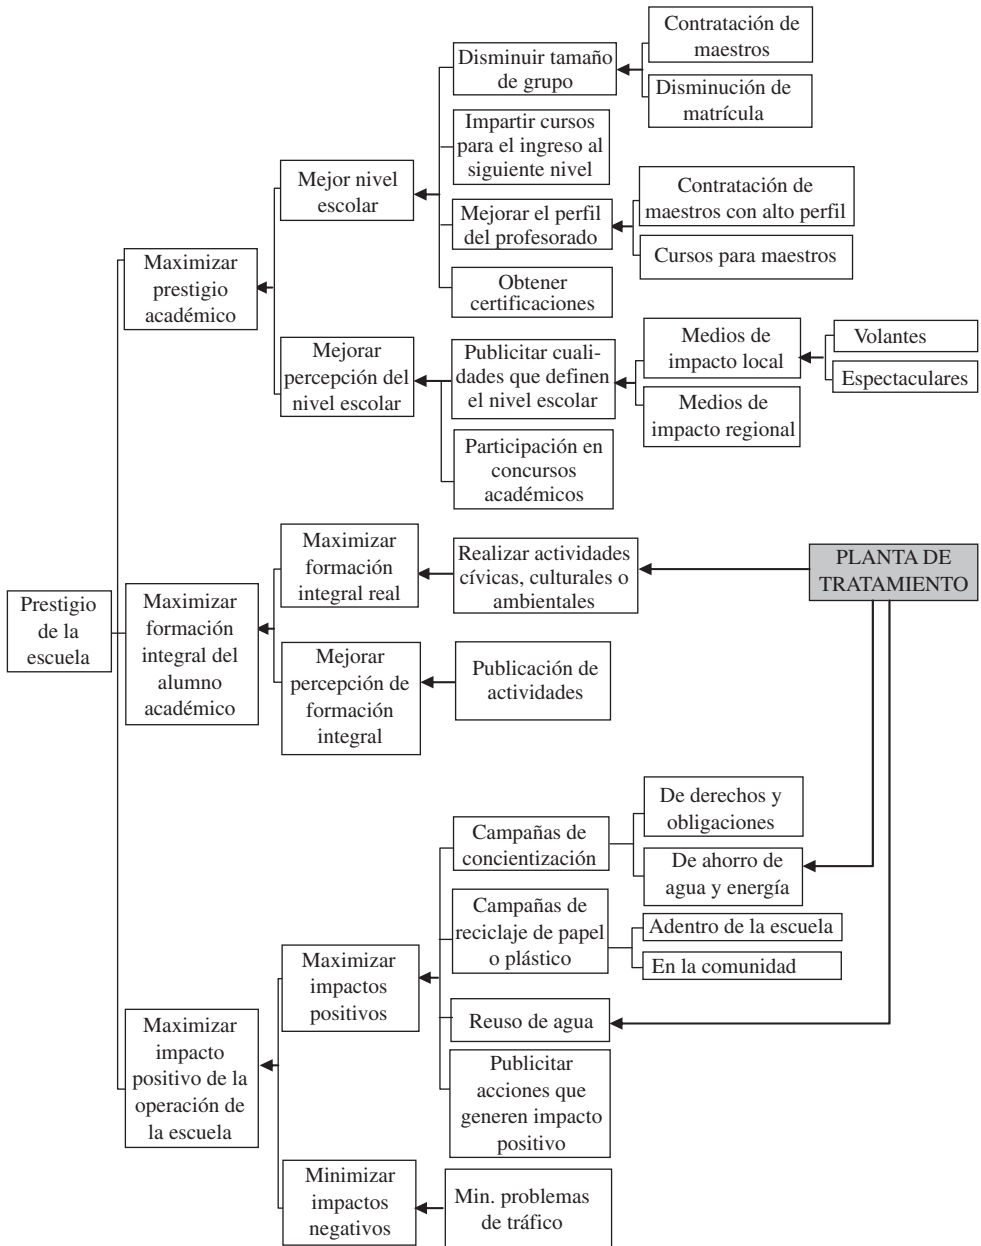 Contratación de
maestros
Disminuir tamaño
de grupo
Disminución de
matrícula
Impartir cursos
para el ingreso al
siguiente nivel
Mejor nivel
escolar
Contratación de
maestros con alto perfil
Mejorar el perfil
del profesorado
Cursos para maestros
Maximizar
prestigio
académico
Obtener
certificaciones
Mejorar
percepción del
nivel escolar
Publicitar cuali-
dades que definen
el nivel escolar
Medios de
impacto local
Volantes
Espectaculares
Medios de
impacto regional
Participación en
concursos
académicos
Maximizar
formación
integral real
Realizar actividades
cívicas, culturales o
ambientales
PLANTA DE
TRATAMIENTO
Prestigio
de la
escuela
Maximizar
formación
integral del
alumno
académico
Mejorar
percepción de
formación
integral
Publicación de
actividades
De derechos y
obligaciones
Campañas de
concientización
De ahorro de
agua y energía
Campañas de
reciclaje de papel
o plástico
Adentro de la escuela
En la comunidad
Maximizar
impactos
positivos
Reuso de agua
Maximizar
impacto
positivo de la
operación de
la escuela
Publicitar
acciones que
generen impacto
positivo
Minimizar
impactos
negativos
Min. problemas
de tráfico